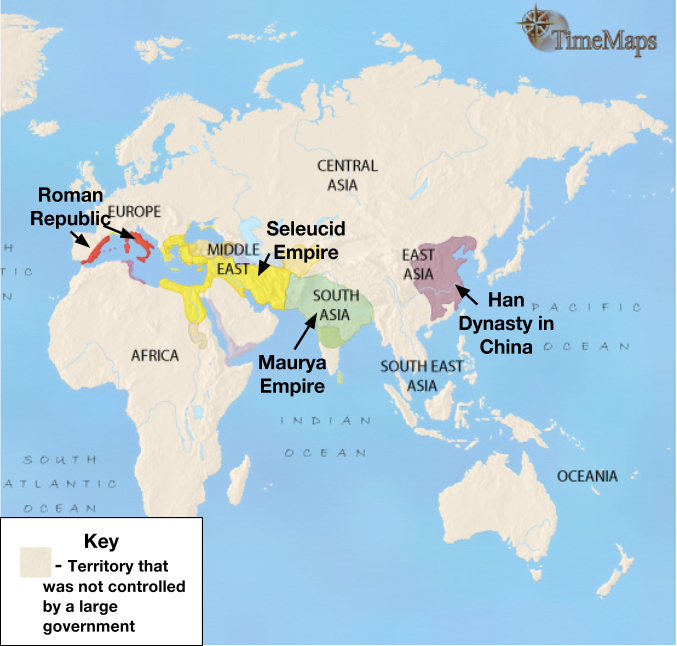 TimeMaps
CENTRAL
ASIA
Roman
Republic
EUROPE
Seleucid
Empire
MIDDLE
EAST
EAST
ASIA
SOUTH
ASIA
Han
Dynasty in
China
PACIFIC
OCEAN
AFRICA
Maurya
Empire
SOUTH EAST
ASIA
INDIAN
OCEAN
OCEANIA
H
TIC
N
SOUTH
ATLANTIC
OCEAN
Key
- Territory that
was not controlled
by a large
government